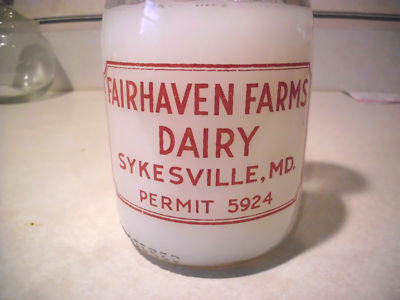 FAIRHAVEN FARMS
DAIRY
SYKESVILLE, MD.
PERMIT 5924